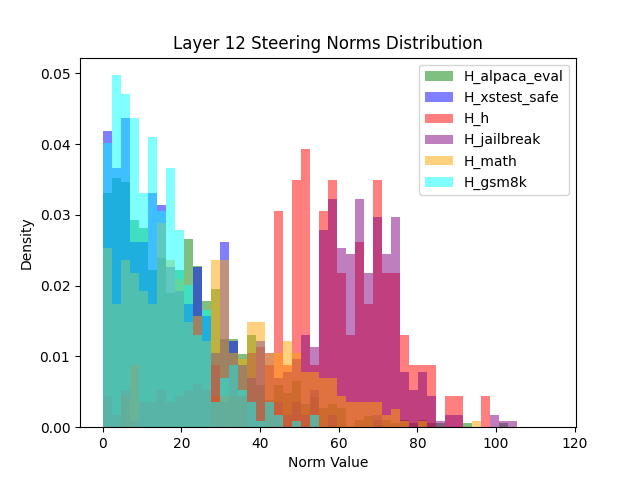 Layer 12 Steering Norms Distribution
H_alpaca_eval
H_xstest_safe
H_h
H_jailbreak
H_math
H_gsm8k
0.05
0.04
0.03
0.02
0.01
0.00
Density
0 20 40 60 80 100 120
Norm Value